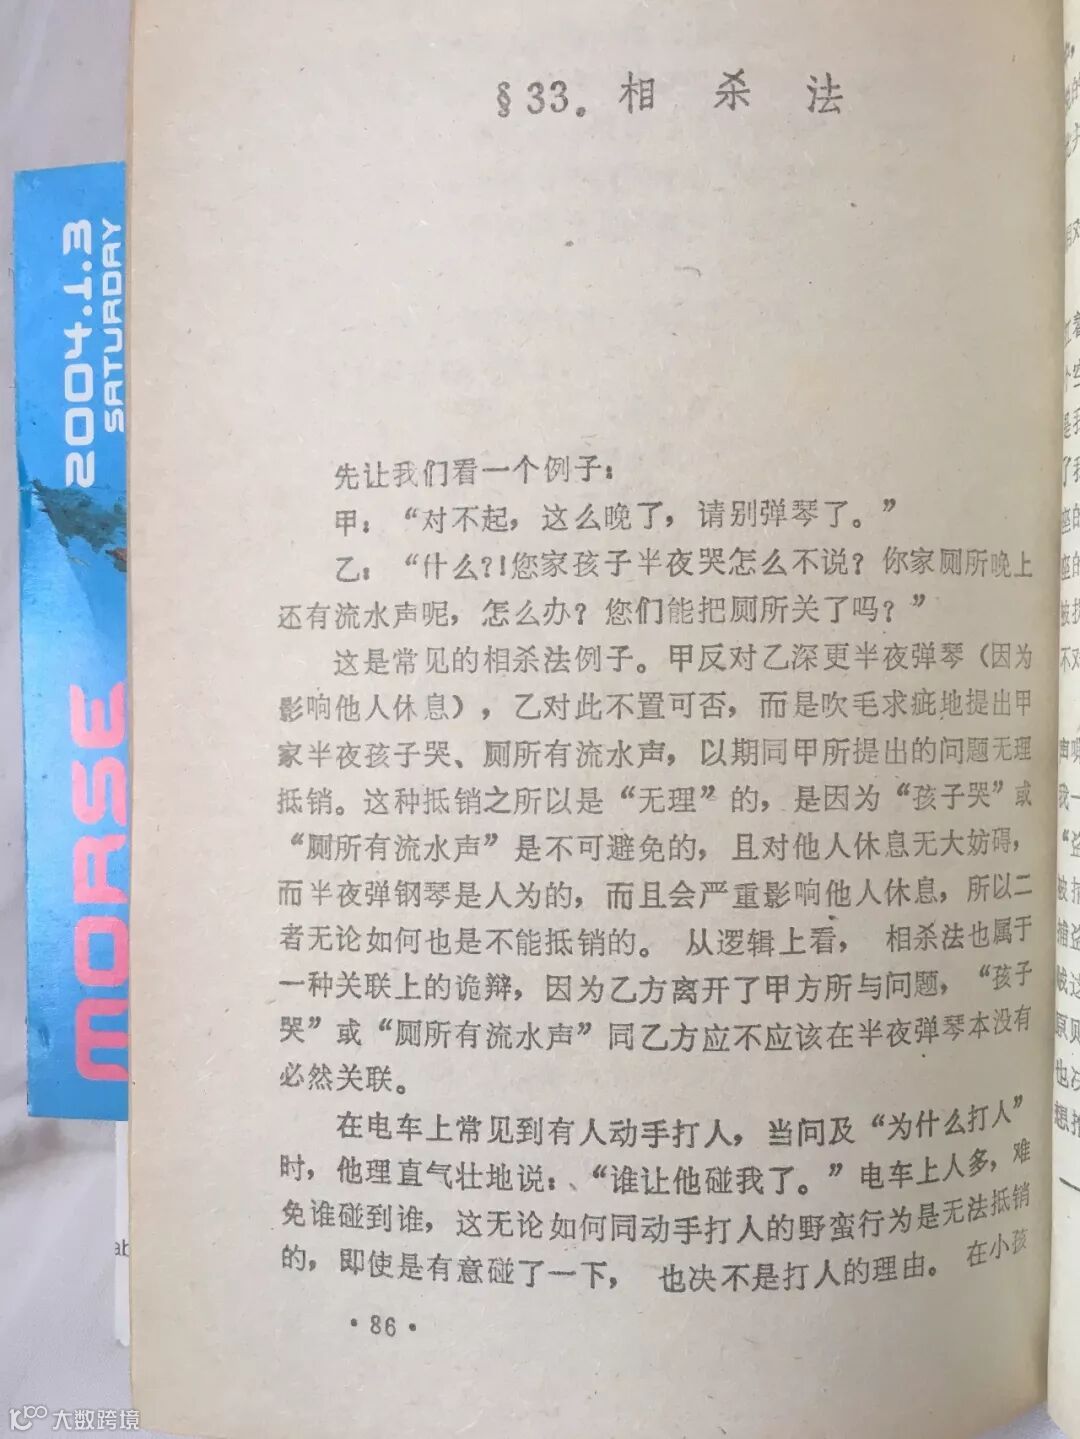 §33。相 杀 法
先让我们看一个例子：
甲：“对不起，这么晚了，请别弹琴了。”
乙：“什么?!您家孩子半夜哭怎么不说？你家厕所晚上
还有流水声呢，怎么办？您们能把厕所关了吗？”
这是常见的相杀法例子。甲反对乙深更半夜弹琴（因为
影响他人休息），乙对此不置可否，而是吹毛求疵地提出甲
家半夜孩子哭、厕所有流水声，以期同甲所提出的问题无理
抵销。这种抵销之所以是“无理”的，是因为“孩子哭”或
“厕所有流水声”是不可避免的，且对他人休息无大妨碍，
而半夜弹钢琴是人为的，而且会严重影响他人休息，所以二
者无论如何也是不能抵销的。从逻辑上看，相杀法也属于
一种关联上的诡辩，因为乙方离开了甲方所与问题，“孩子
哭”或“厕所有流水声”同乙方应不应该在半夜弹琴本没有
必然关联。
在电车上常见到有人动手打人，当问及“为什么打人”
时，他理直气壮地说：、“谁让他碰我了。”电车上人多，难
免谁碰到谁，这无论如何同动手打人的野蛮行为是无法抵销
的，即使是有意碰了一下，也决不是打人的理由。在小孩
·86·
2004.1.3
SATURDAY
MORSE
ab
大数跨境